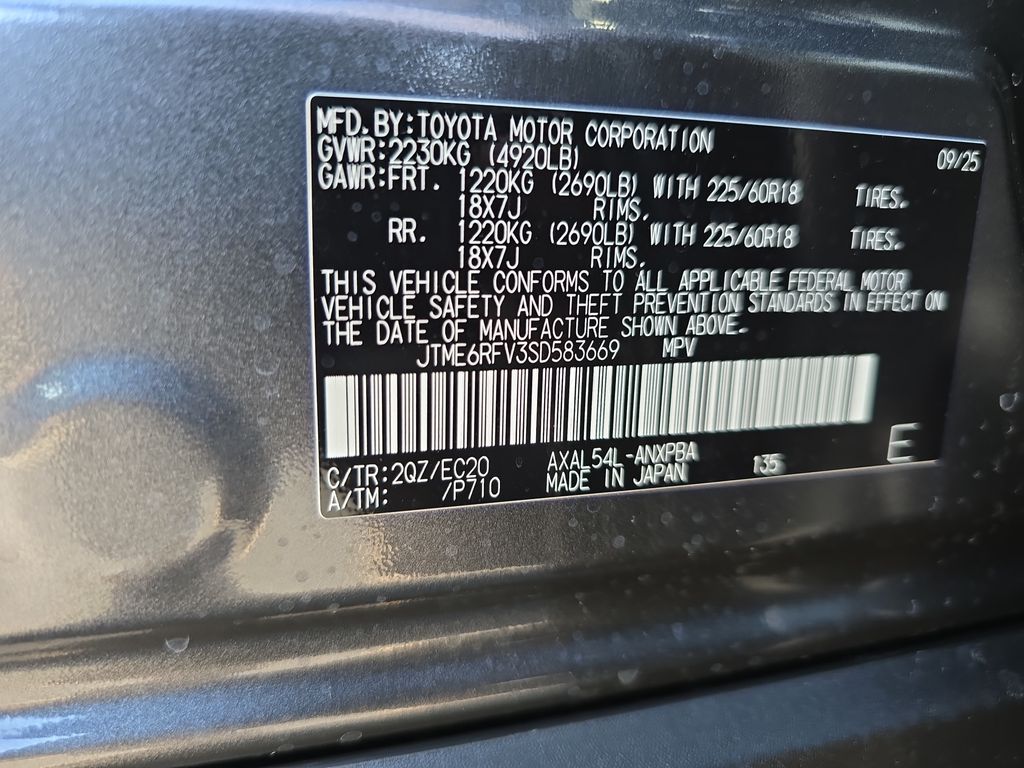 MFD.BY:TOYOTA MOTOR CORPORATION 09/25
GVWR:2230KG (4920LB)
GAWR:FRT. 1220KG (2690LB) WITH 225/60R18 TIRES.
18X7J RIMS.
RR. 1220KG (2690LB) WITH 225/60R18 TIRES.
18X7J RIMS.
THIS VEHICLE CONFORMS TO ALL APPLICABLE FEDERAL MOTOR
VEHICLE SAFETY AND THEFT PREVENTION STANDARDS IN EFFECT ON
THE DATE OF MANUFACTURE SHOWN ABOVE.
JTME6RFV3SD583669 MPV
C/TR:2QZ/EC20 AXAL54L-ANXPBA 135 E
A/TM: /P710 MADE IN JAPAN